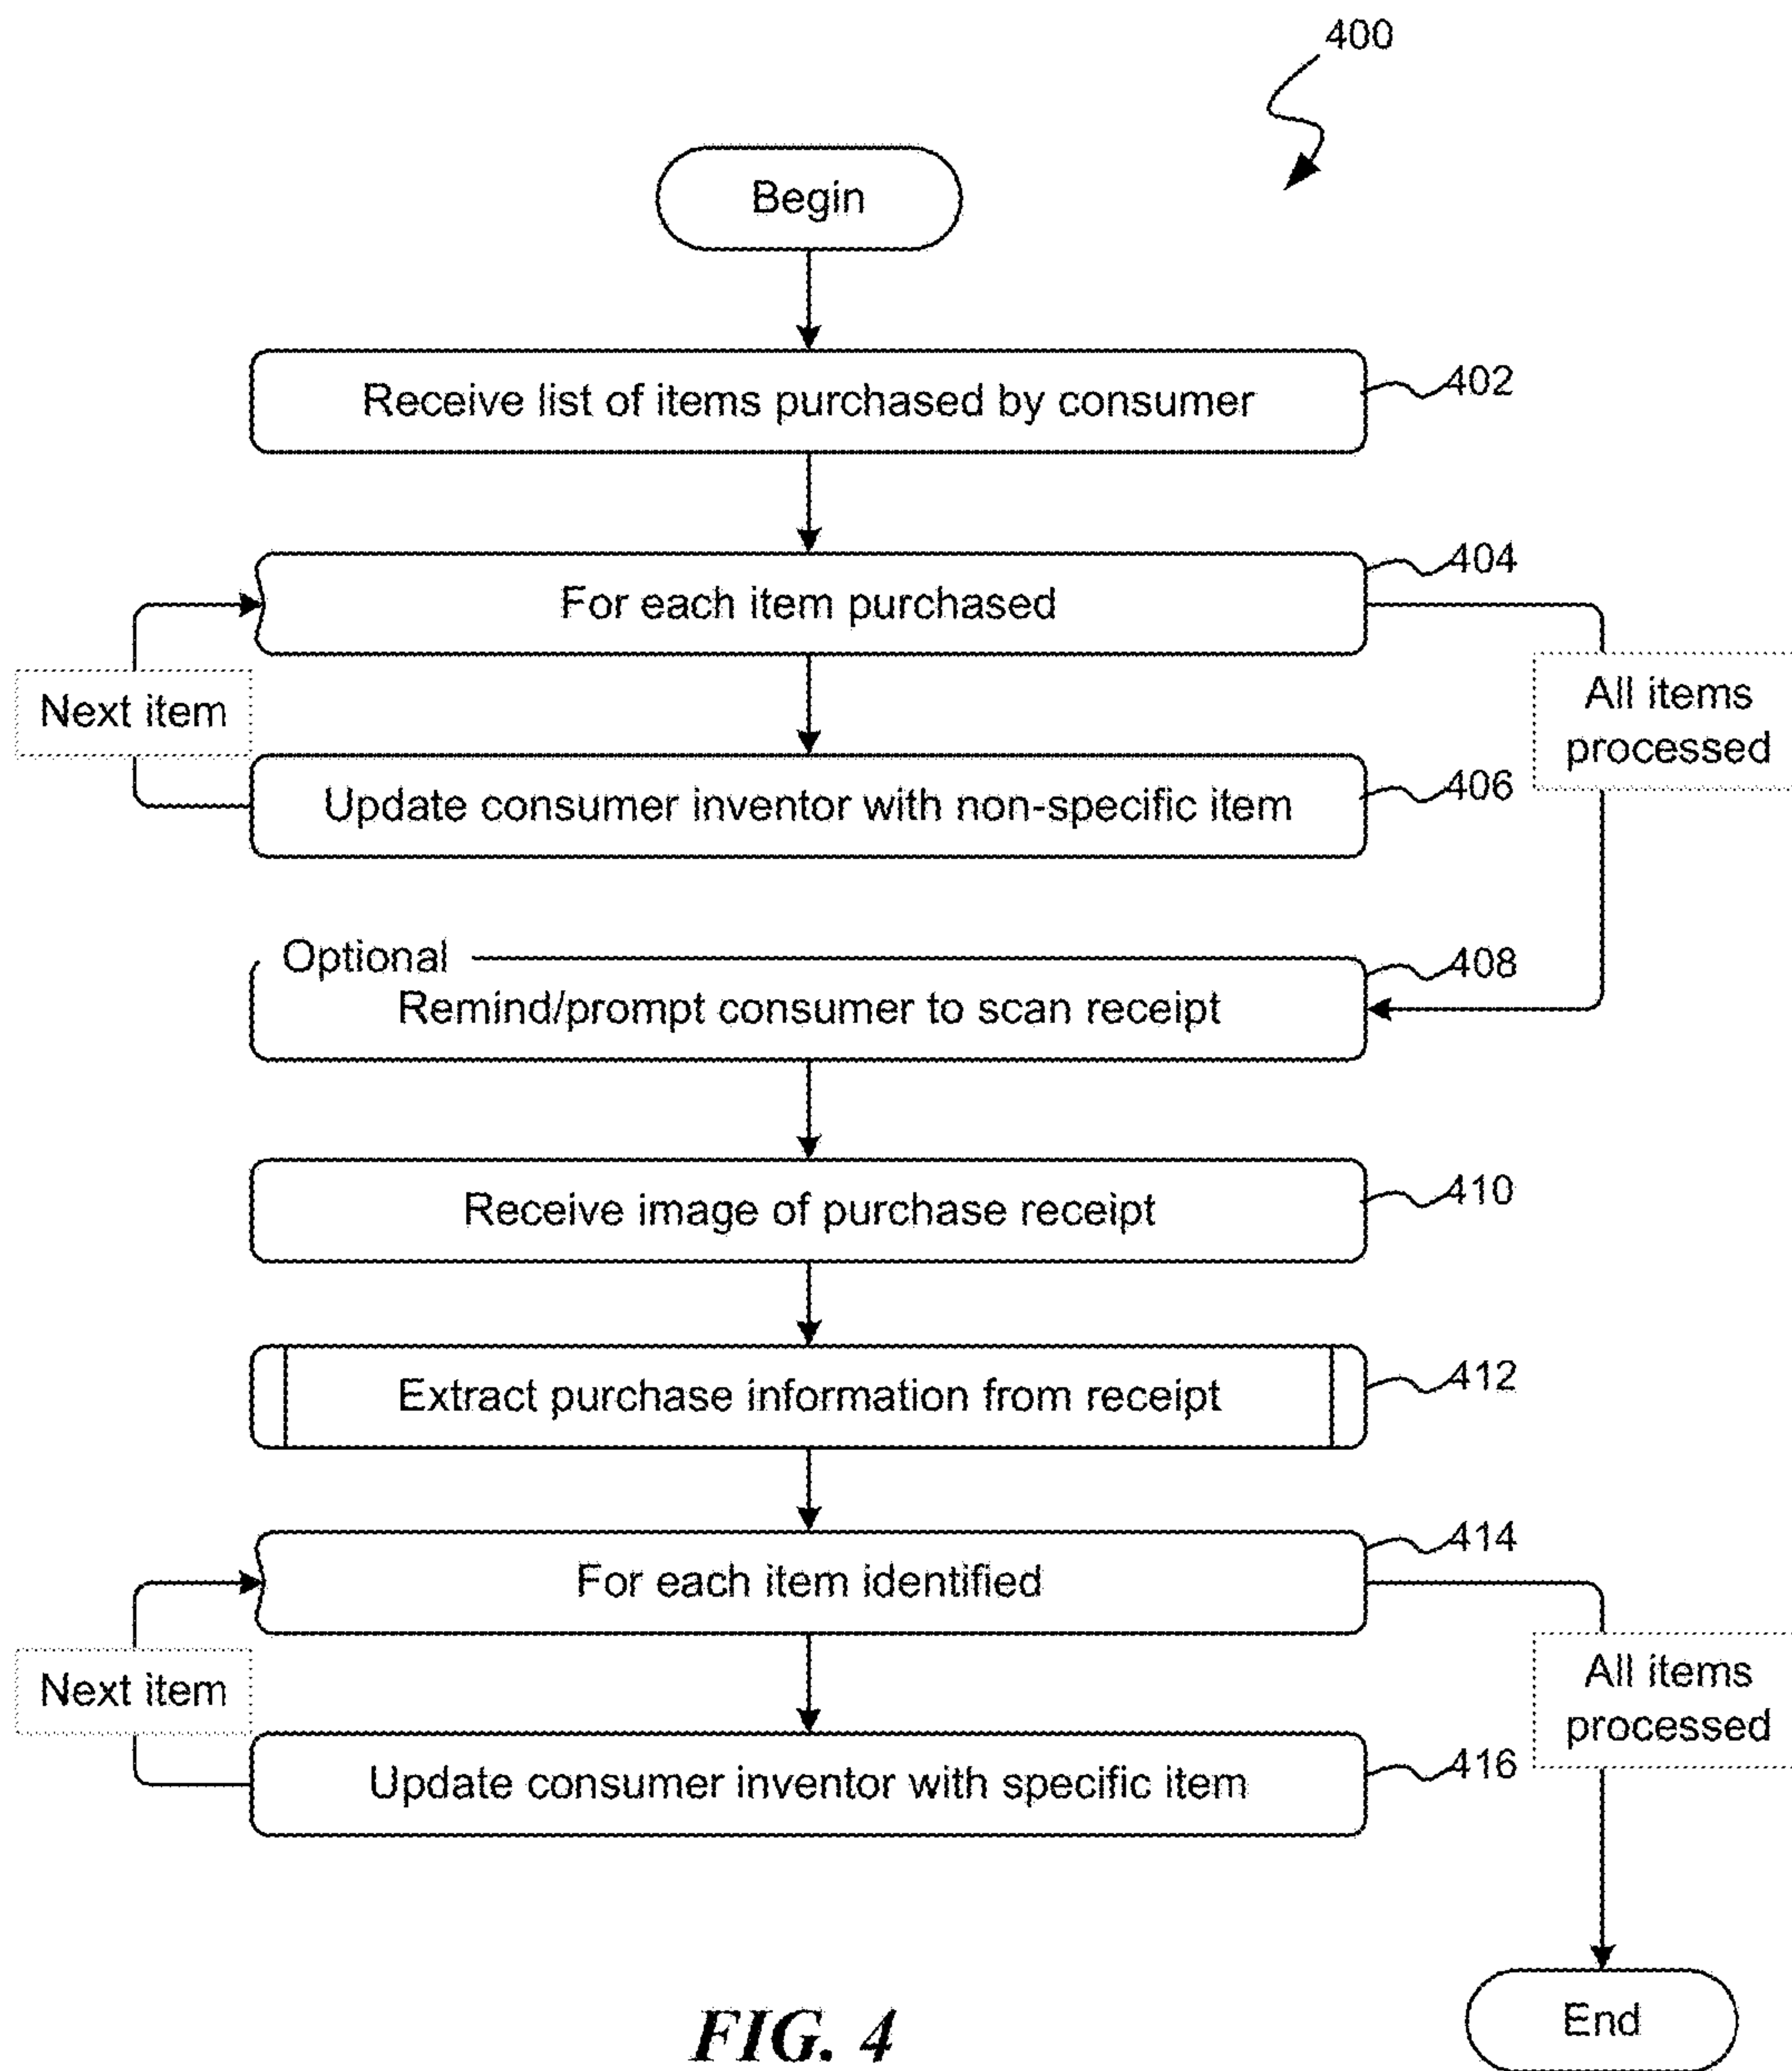 400
Begin
Receive list of items purchased by consumer
402
For each item purchased
404
Next item
All items
processed
Update consumer inventor with non-specific item
406
Optional
Remind/prompt consumer to scan receipt
408
Receive image of purchase receipt
410
Extract purchase information from receipt
412
For each item identified
414
Next item
All items
processed
Update consumer inventor with specific item
416
End
FIG. 4